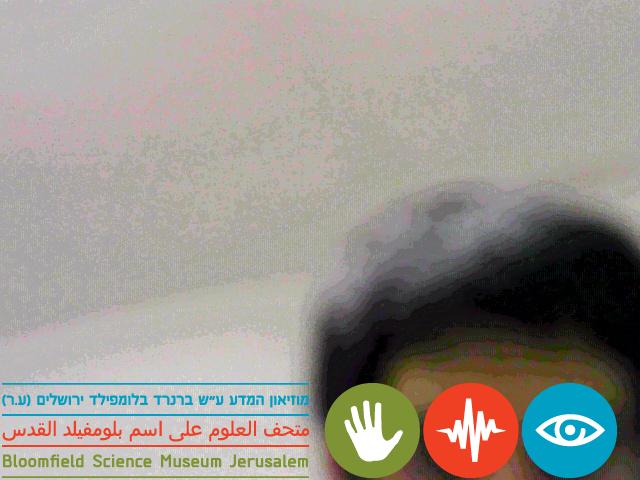 מוזיאון המדע ע״ש ברנרד בלומפילד ירושלים (ע.ר)
متحف العلوم على اسم بلومفيلد القدس
Bloomfield Science Museum Jerusalem